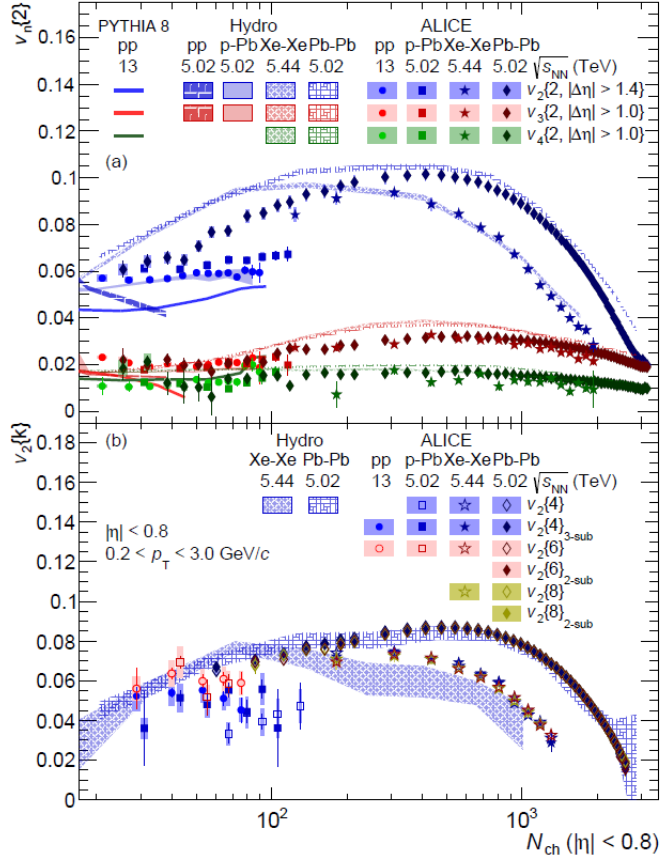 v_n{2}
PYTHIA 8 Hydro ALICE
pp pp p-Pb Xe-Xe Pb-Pb pp p-Pb Xe-Xe Pb-Pb
13 5.02 5.02 5.44 5.02 13 5.02 5.44 5.02 √s_NN (TeV)
v_2{2, |Δη| > 1.4}
v_3{2, |Δη| > 1.0}
v_4{2, |Δη| > 1.0}
(a)
0.16
0.14
0.12
0.1
0.08
0.06
0.04
0.02
0
v_2{k}
(b)
Hydro ALICE
Xe-Xe Pb-Pb pp p-Pb Xe-Xe Pb-Pb
5.44 5.02 13 5.02 5.44 5.02 √s_NN (TeV)
v_2{4}
v_2{4}_3-sub
v_2{6}
v_2{6}_2-sub
v_2{8}
v_2{8}_2-sub
|η| < 0.8
0.2 < p_T < 3.0 GeV/c
0.18
0.16
0.14
0.12
0.1
0.08
0.06
0.04
0.02
0
10^2 10^3
N_ch (|η| < 0.8)